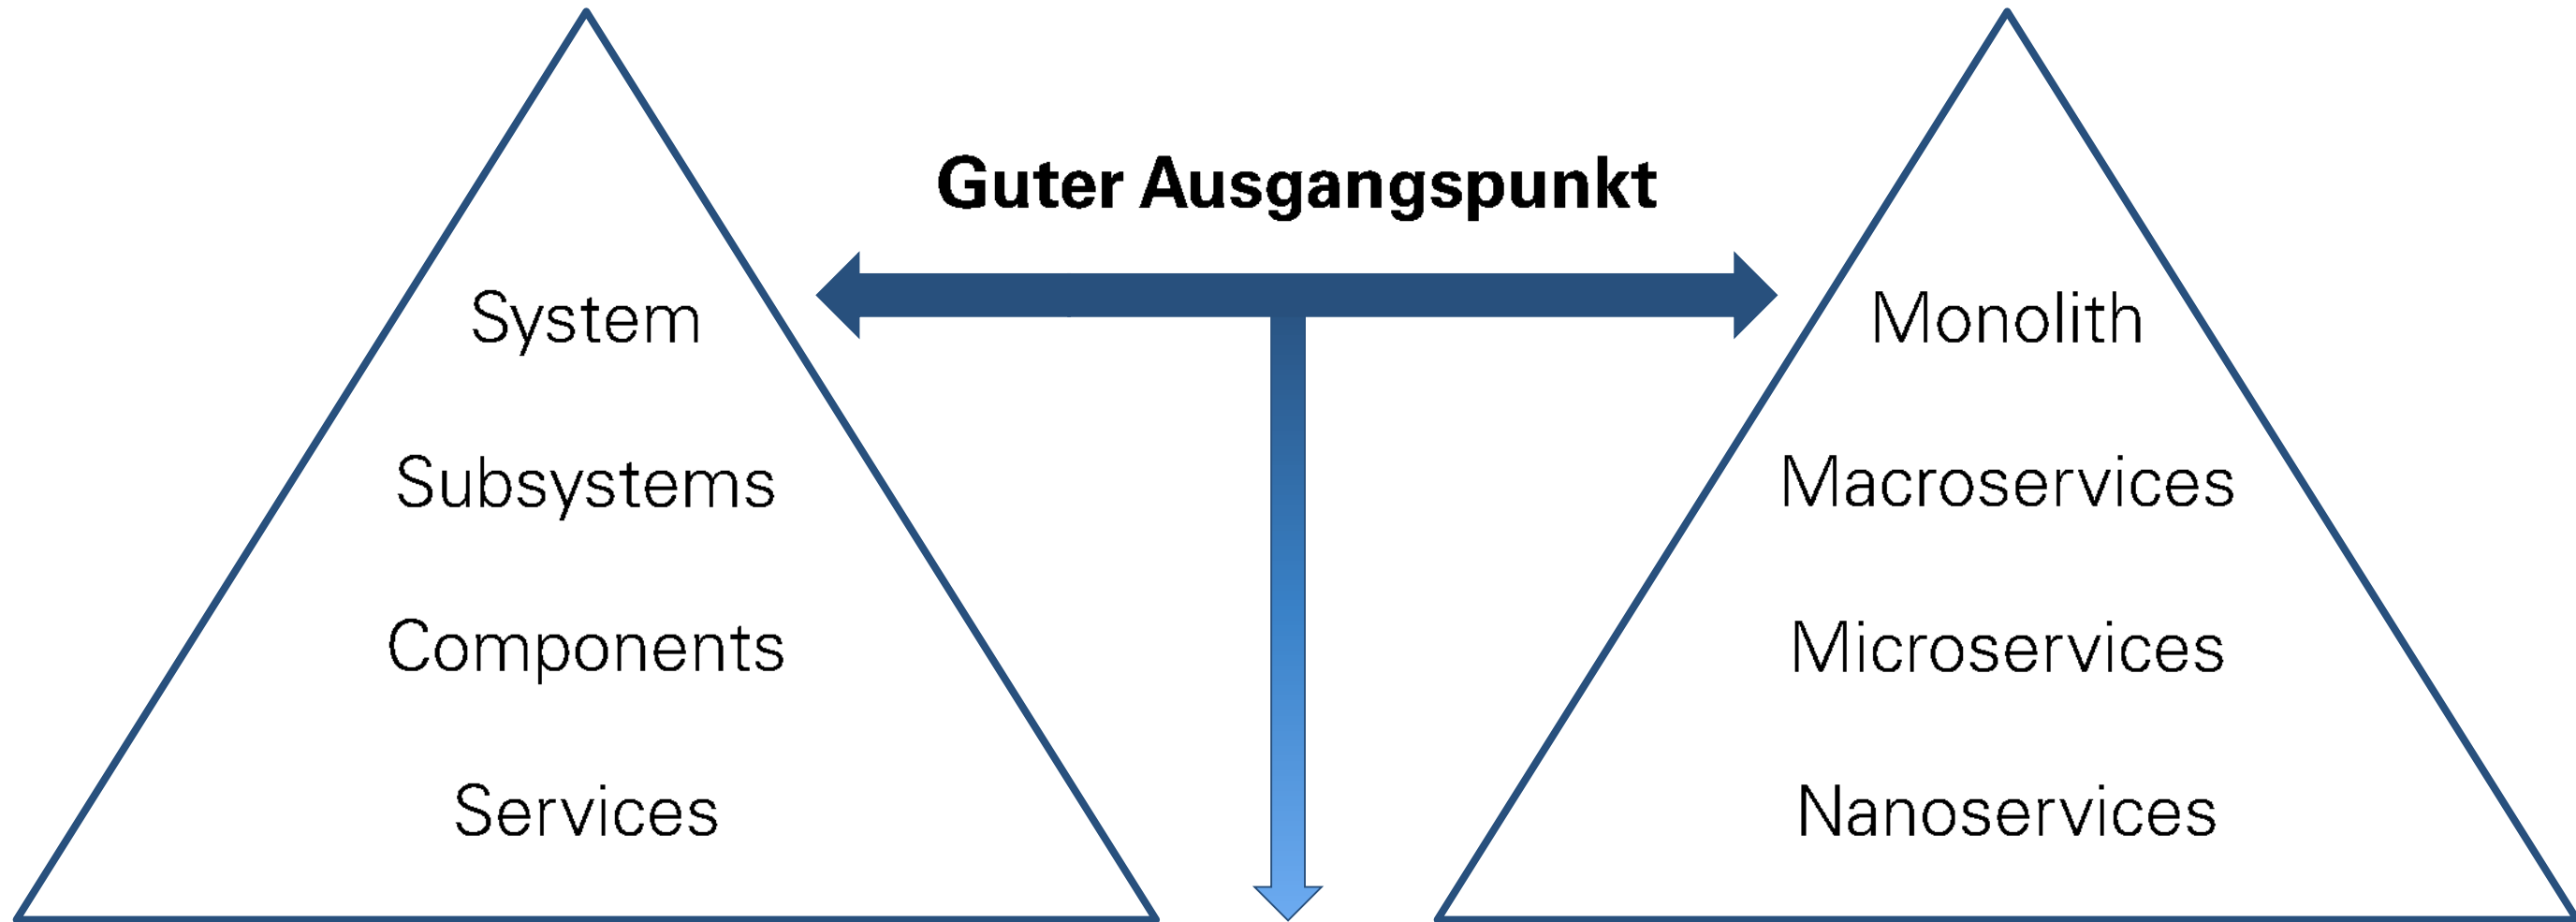 Guter Ausgangspunkt
System
Subsystems
Components
Services
Monolith
Macroservices
Microservices
Nanoservices